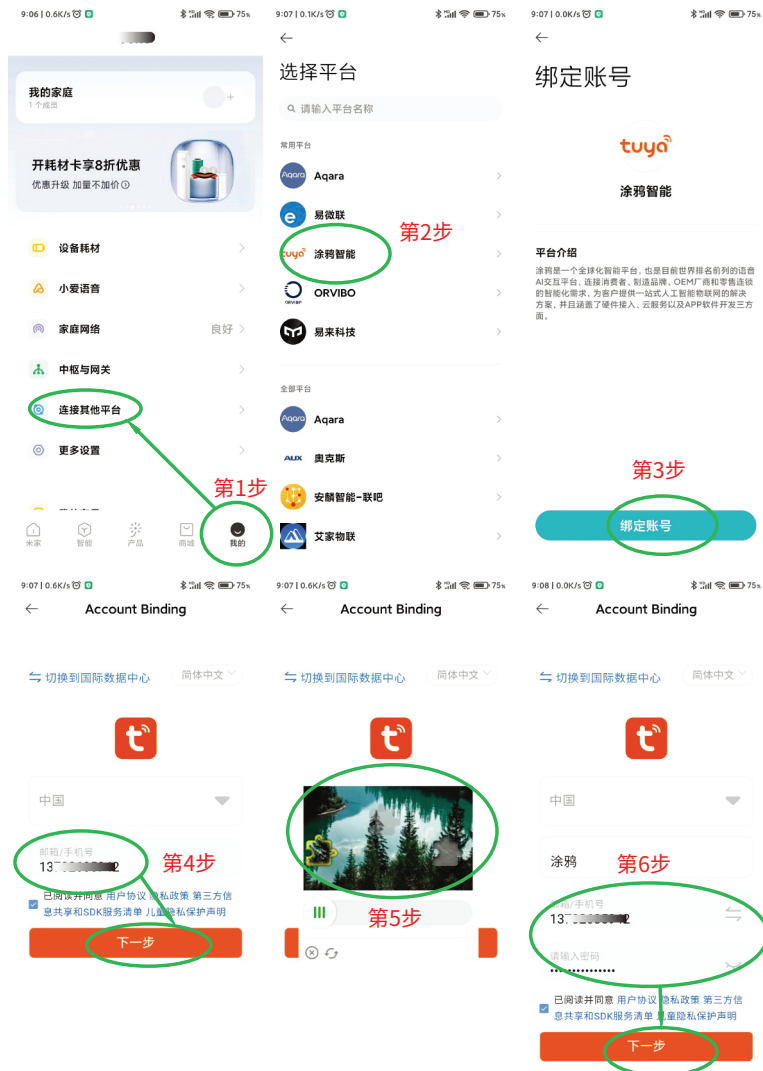 9:06 | 0.6K/s
75%
我的家庭
1个成员
开耗材卡享8折优惠
优惠升级 加量不加价
设备耗材
小爱语音
家庭网络
良好
中枢与网关
连接其他平台
更多设置
第1步
米家
智能
产品
商城
我的
9:07 | 0.1K/s
75%
选择平台
请输入平台名称
常用平台
Aqara
Aqara
易微联
第2步
tuya
涂鸦智能
ORVIBO
ORVIBO
易来科技
全部平台
Aqara
Aqara
AUX
奥克斯
安麟智能-联吧
艾家物联
9:07 | 0.0K/s
75%
绑定账号
tuya
涂鸦智能
平台介绍
涂鸦是一个全球化智能平台，也是目前世界排名前列的语音
AI交互平台，连接消费者、制造品牌、OEM厂商和零售连锁
的智能化需求，为客户提供一站式人工智能物联网的解决
方案，并且涵盖了硬件接入、云服务以及APP软件开发三方
面。
第3步
绑定账号
9:07 | 0.6K/s
75%
Account Binding
切换到国际数据中心
简体中文
中国
邮箱/手机号
13
2
第4步
已阅读并同意 用户协议 隐私政策 第三方信
息共享和SDK服务清单 儿童隐私保护声明
下一步
9:07 | 0.6K/s
75%
Account Binding
切换到国际数据中心
简体中文
第5步
9:08 | 0.0K/s
75%
Account Binding
切换到国际数据中心
简体中文
中国
涂鸦
第6步
邮箱/手机号
13
2
请输入密码
已阅读并同意 用户协议 隐私政策 第三方信
息共享和SDK服务清单 儿童隐私保护声明
下一步